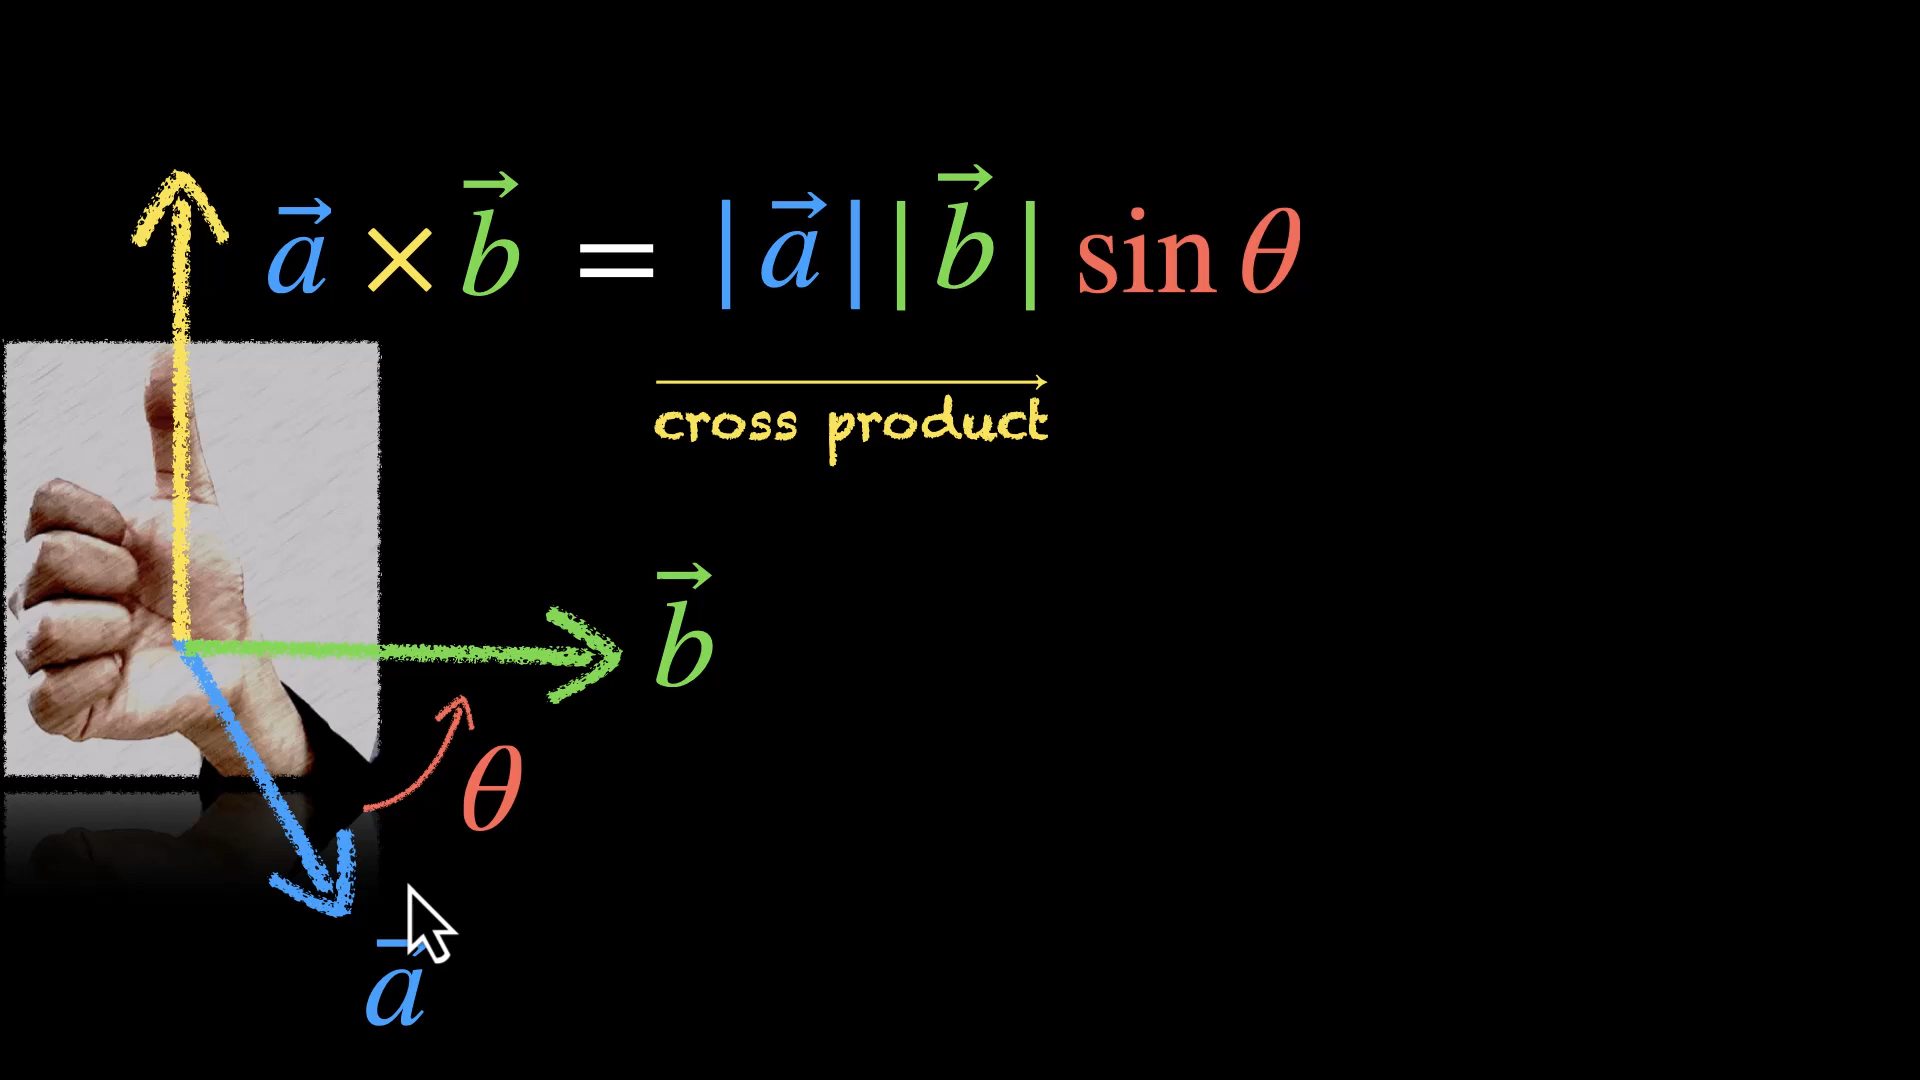 a⃗ × b⃗ = |a⃗||b⃗| sin θ
cross product
b⃗
θ
a⃗